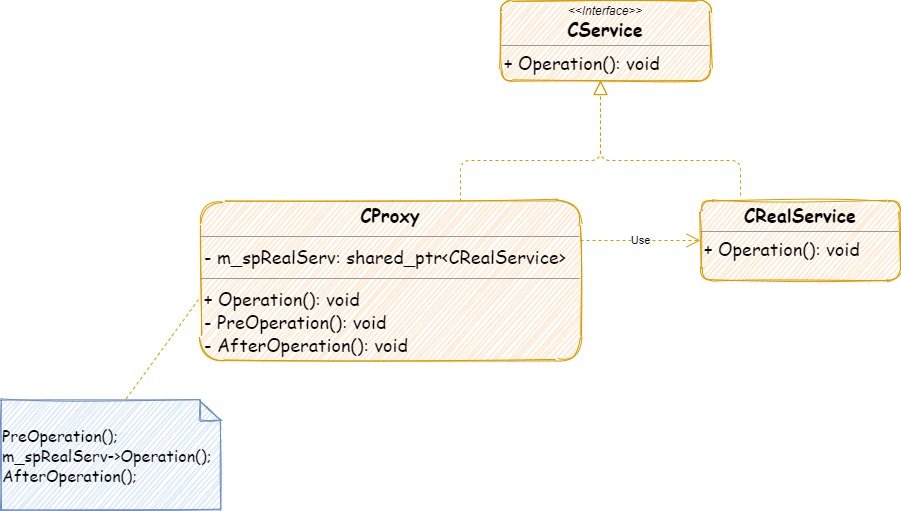 <<Interface>>
CService
+ Operation(): void
CProxy
- m_spRealServ: shared_ptr<CRealService>
+ Operation(): void
- PreOperation(): void
- AfterOperation(): void
Use
CRealService
+ Operation(): void
PreOperation();
m_spRealServ->Operation();
AfterOperation();